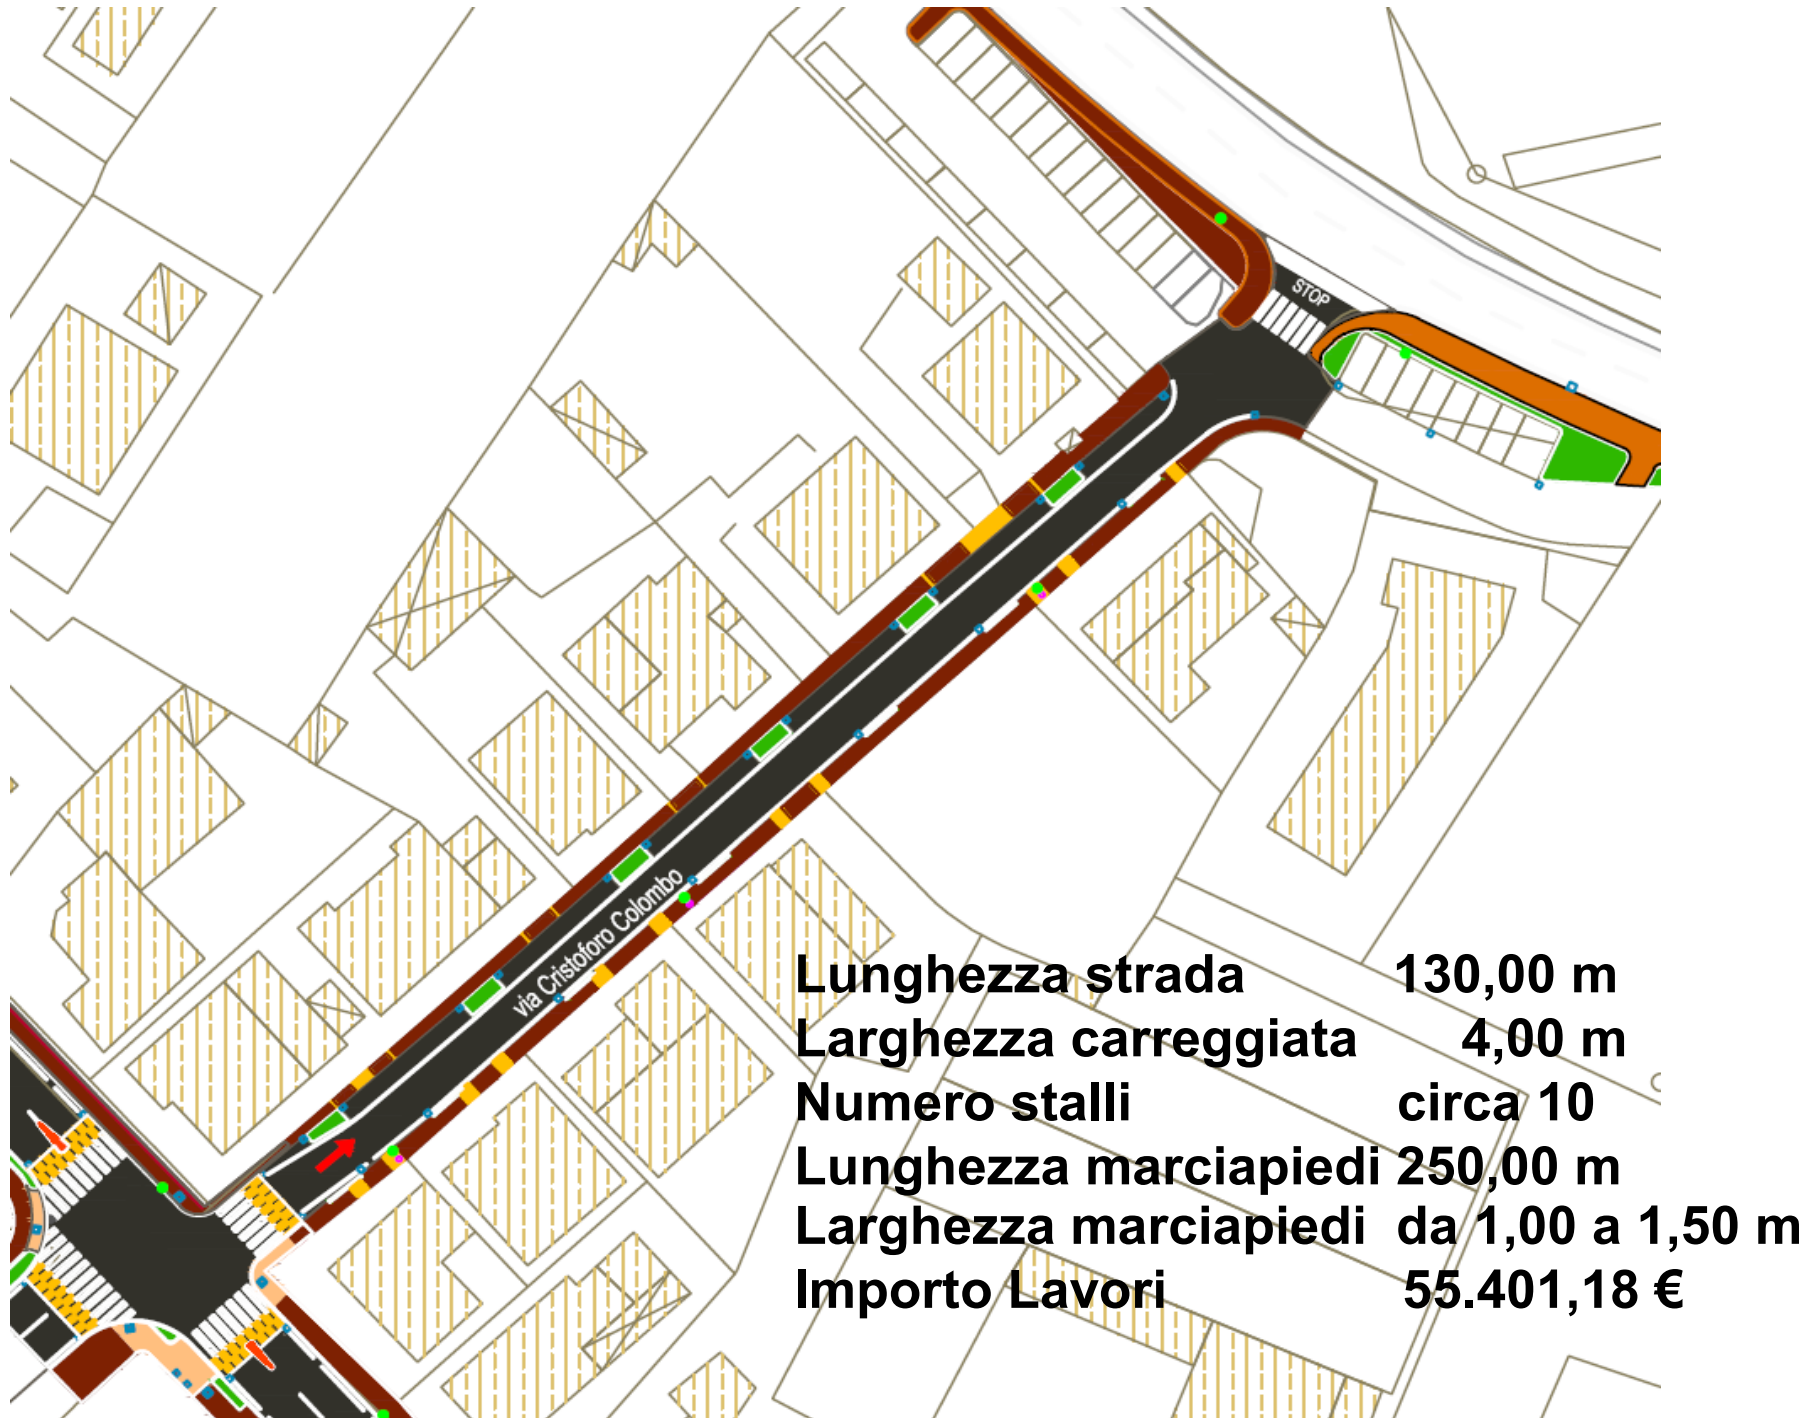 STOP
via Cristoforo Colombo
Lunghezza strada 130,00 m
Larghezza carreggiata 4,00 m
Numero stalli circa 10
Lunghezza marciapiedi 250,00 m
Larghezza marciapiedi da 1,00 a 1,50 m
Importo Lavori 55.401,18 €